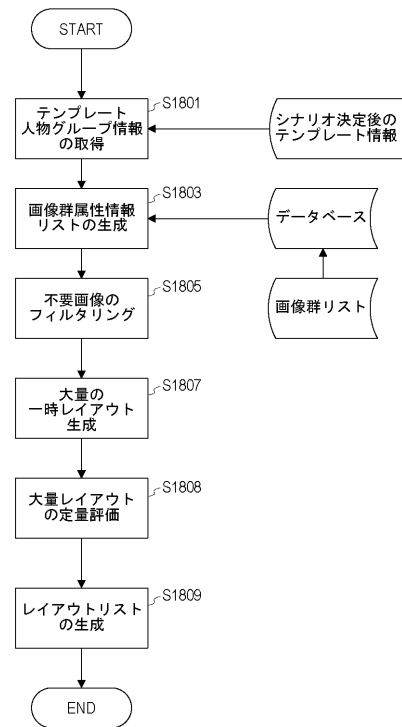 START
S1801
テンプレート
人物グループ情報
の取得
シナリオ決定後の
テンプレート情報
S1803
画像群属性情報
リストの生成
データベース
S1805
不要画像の
フィルタリング
画像群リスト
S1807
大量の
一時レイアウト
生成
S1808
大量レイアウト
の定量評価
S1809
レイアウトリスト
の生成
END